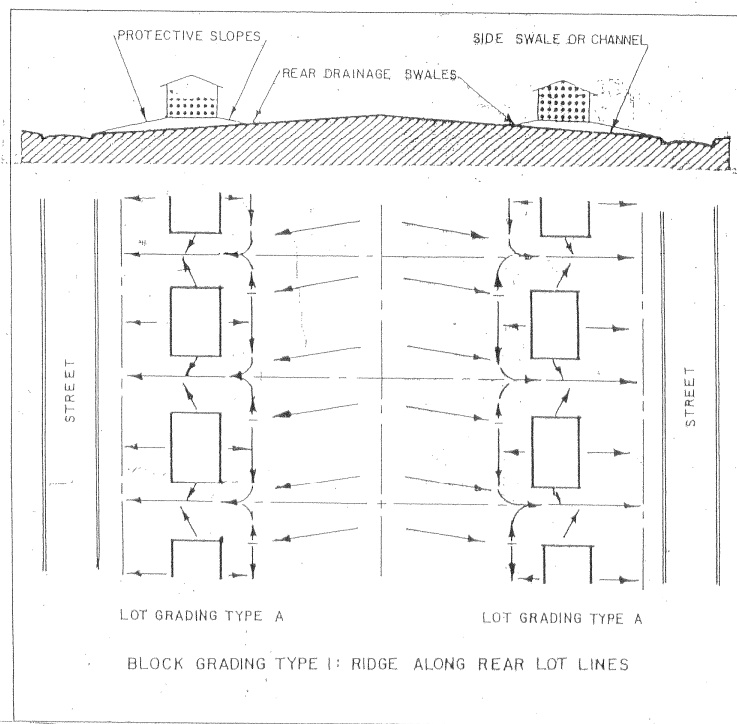 PROTECTIVE SLOPES
SIDE SWALE OR CHANNEL
REAR DRAINAGE SWALES
STREET
STREET
LOT GRADING TYPE A
LOT GRADING TYPE A
BLOCK GRADING TYPE 1: RIDGE ALONG REAR LOT LINES